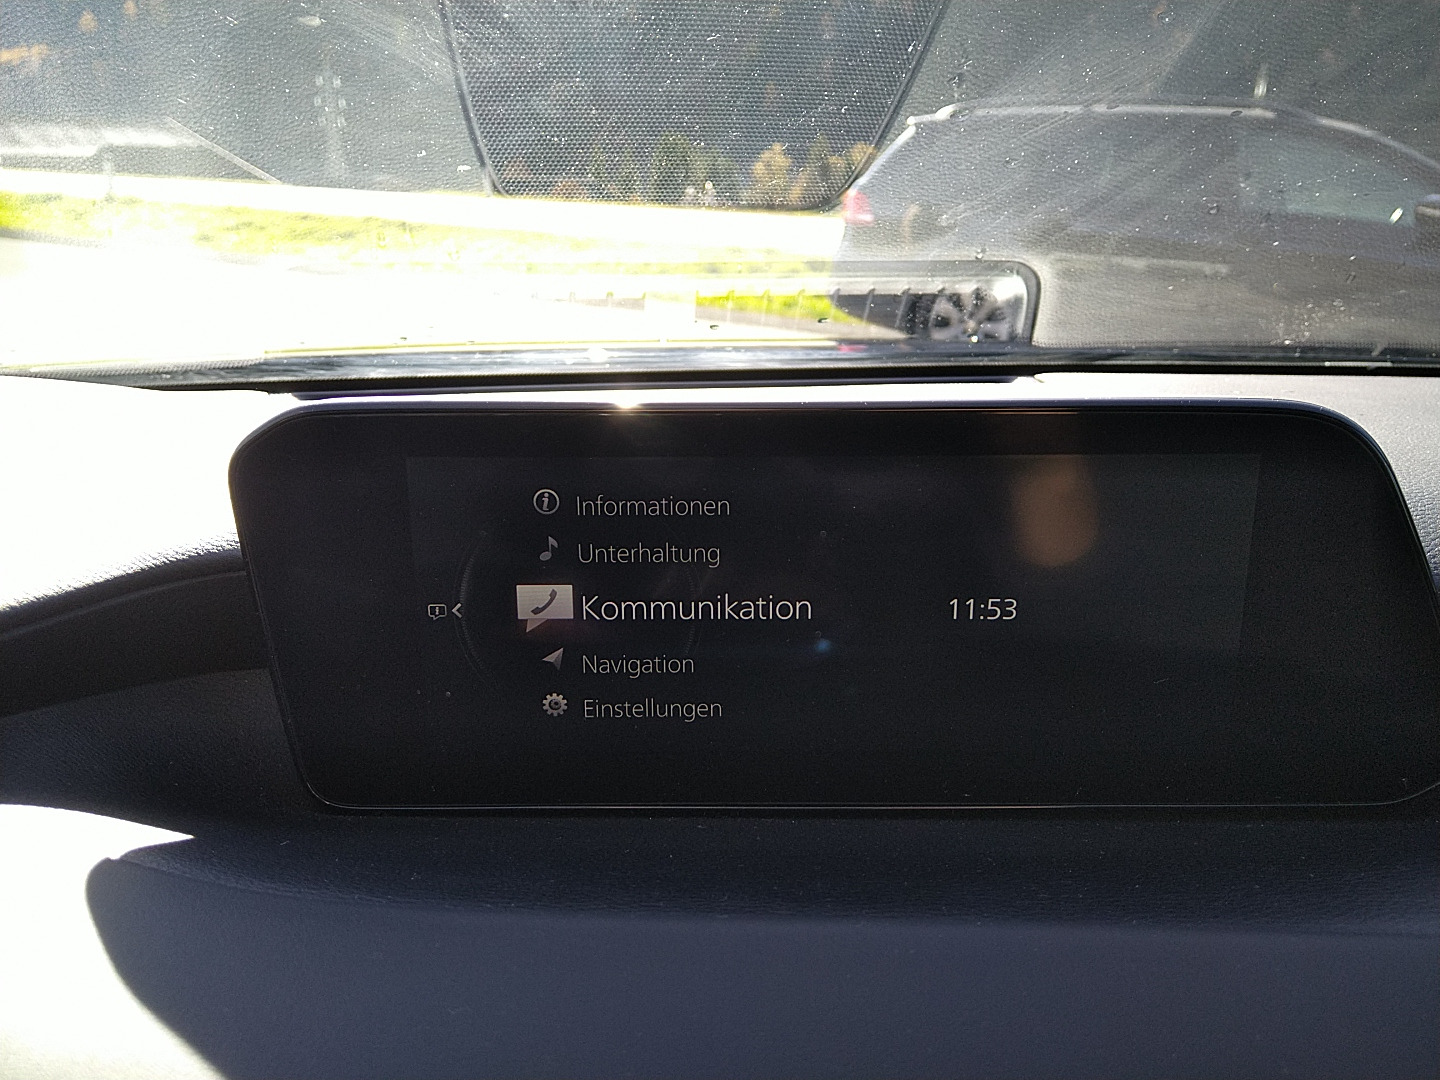 Informationen
Unterhaltung
Kommunikation
11:53
Navigation
Einstellungen